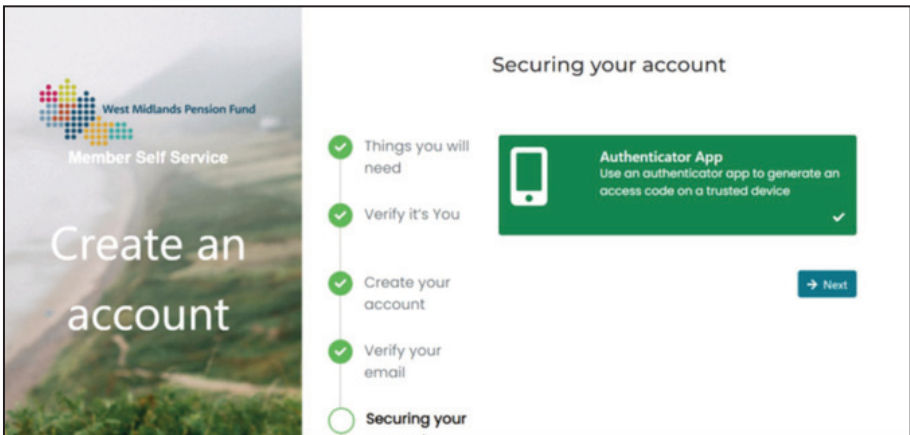 West Midlands Pension Fund
Member Self Service
Create an
account
Securing your account
Things you will
need
Verify it's You
Create your
account
Verify your
email
Securing your
Authenticator App
Use an authenticator app to generate an
access code on a trusted device
Next